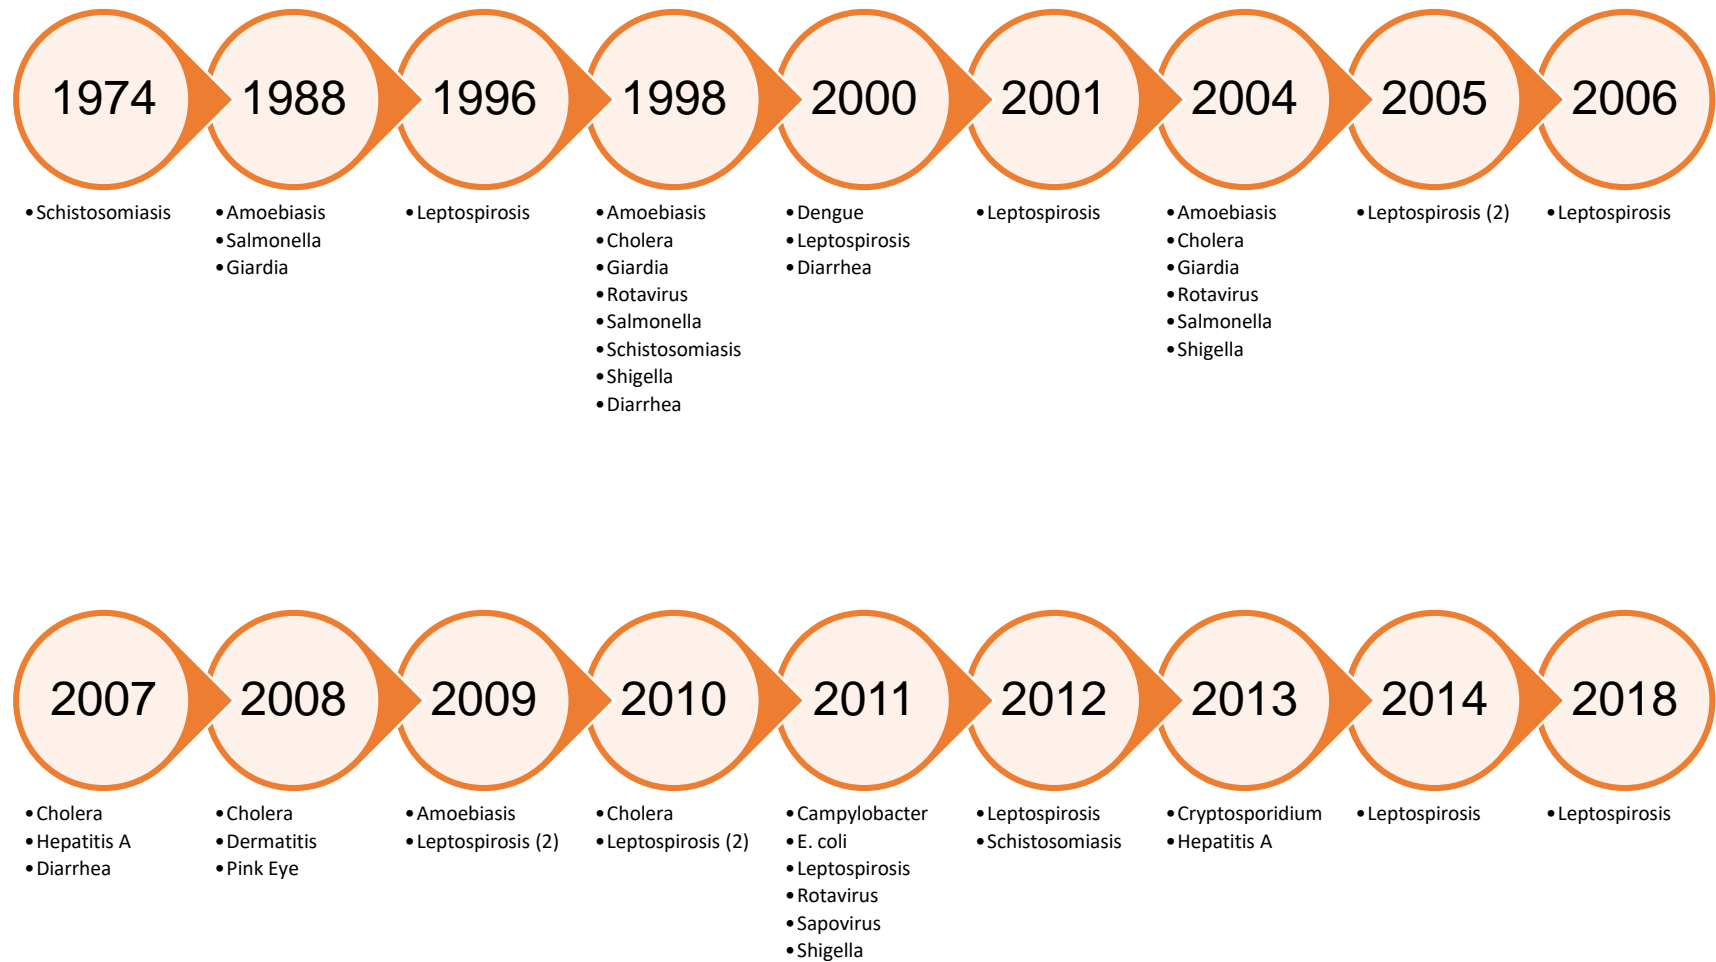 1974
1988
1996
1998
2000
2001
2004
2005
2006
•Schistosomiasis
•Amoebiasis
•Salmonella
•Giardia
•Leptospirosis
•Amoebiasis
•Cholera
•Giardia
•Rotavirus
•Salmonella
•Schistosomiasis
•Shigella
•Diarrhea
•Dengue
•Leptospirosis
•Diarrhea
•Leptospirosis
•Amoebiasis
•Cholera
•Giardia
•Rotavirus
•Salmonella
•Shigella
•Leptospirosis (2)
•Leptospirosis
2007
2008
2009
2010
2011
2012
2013
2014
2018
•Cholera
•Hepatitis A
•Diarrhea
•Cholera
•Dermatitis
•Pink Eye
•Amoebiasis
•Leptospirosis (2)
•Cholera
•Leptospirosis (2)
•Campylobacter
•E. coli
•Leptospirosis
•Rotavirus
•Sapovirus
•Shigella
•Leptospirosis
•Schistosomiasis
•Cryptosporidium
•Hepatitis A
•Leptospirosis
•Leptospirosis